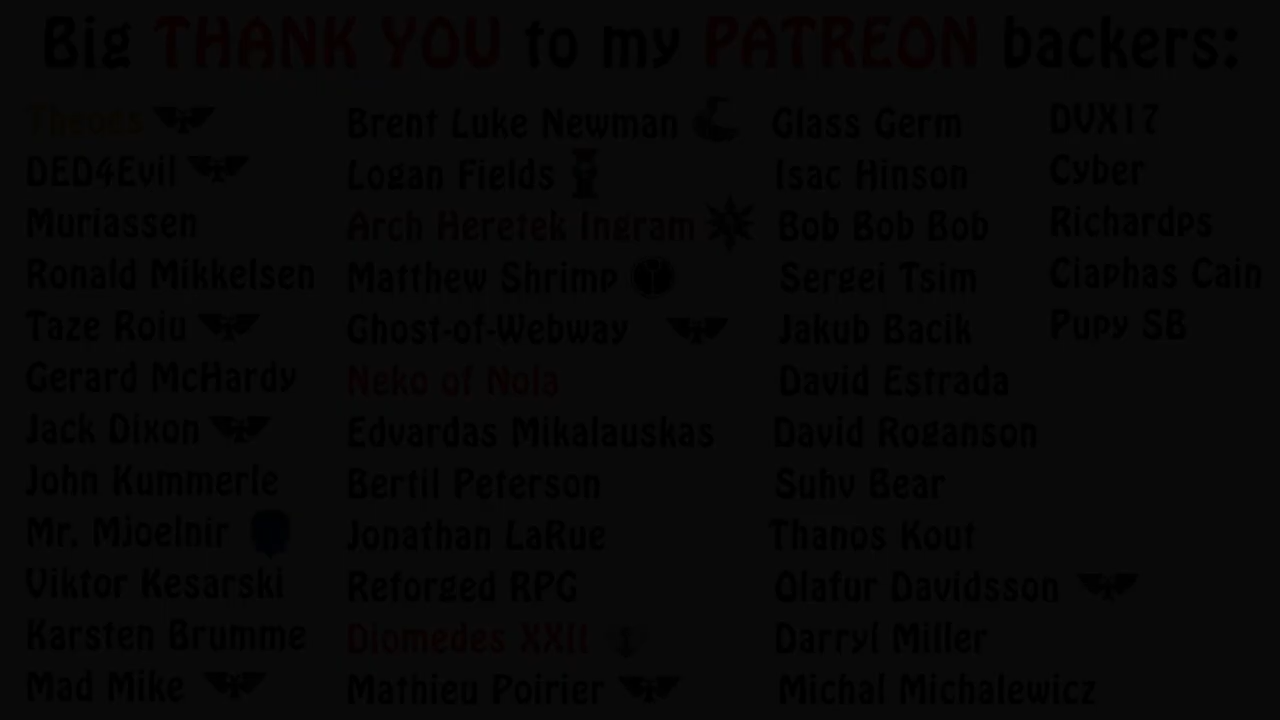 Big THANK YOU to my PATREON backers:
Theoes
DED4Evil
Muriassen
Ronald Mikkelsen
Taze Roiu
Gerard McHardy
Jack Dixon
John Kummerle
Mr. Mjoelnir
Viktor Kesarski
Karsten Brumme
Mad Mike
Brent Luke Newman
Logan Fields
Arch Heretek Ingram
Matthew Shrimp
Ghost-of-Webway
Neko of Nola
Edvardas Mikalauskas
Bertil Peterson
Jonathan LaRue
Reforged RPG
Diomedes XXII
Mathieu Poirier
Glass Germ
Isac Hinson
Bob Bob Bob
Sergei Tsim
Jakub Bacik
David Estrada
David Roganson
Suhv Bear
Thanos Kout
Olafur Davidsson
Darryl Miller
Michal Michalewicz
DVX17
Cyber
Richardps
Ciaphas Cain
Pupy SB